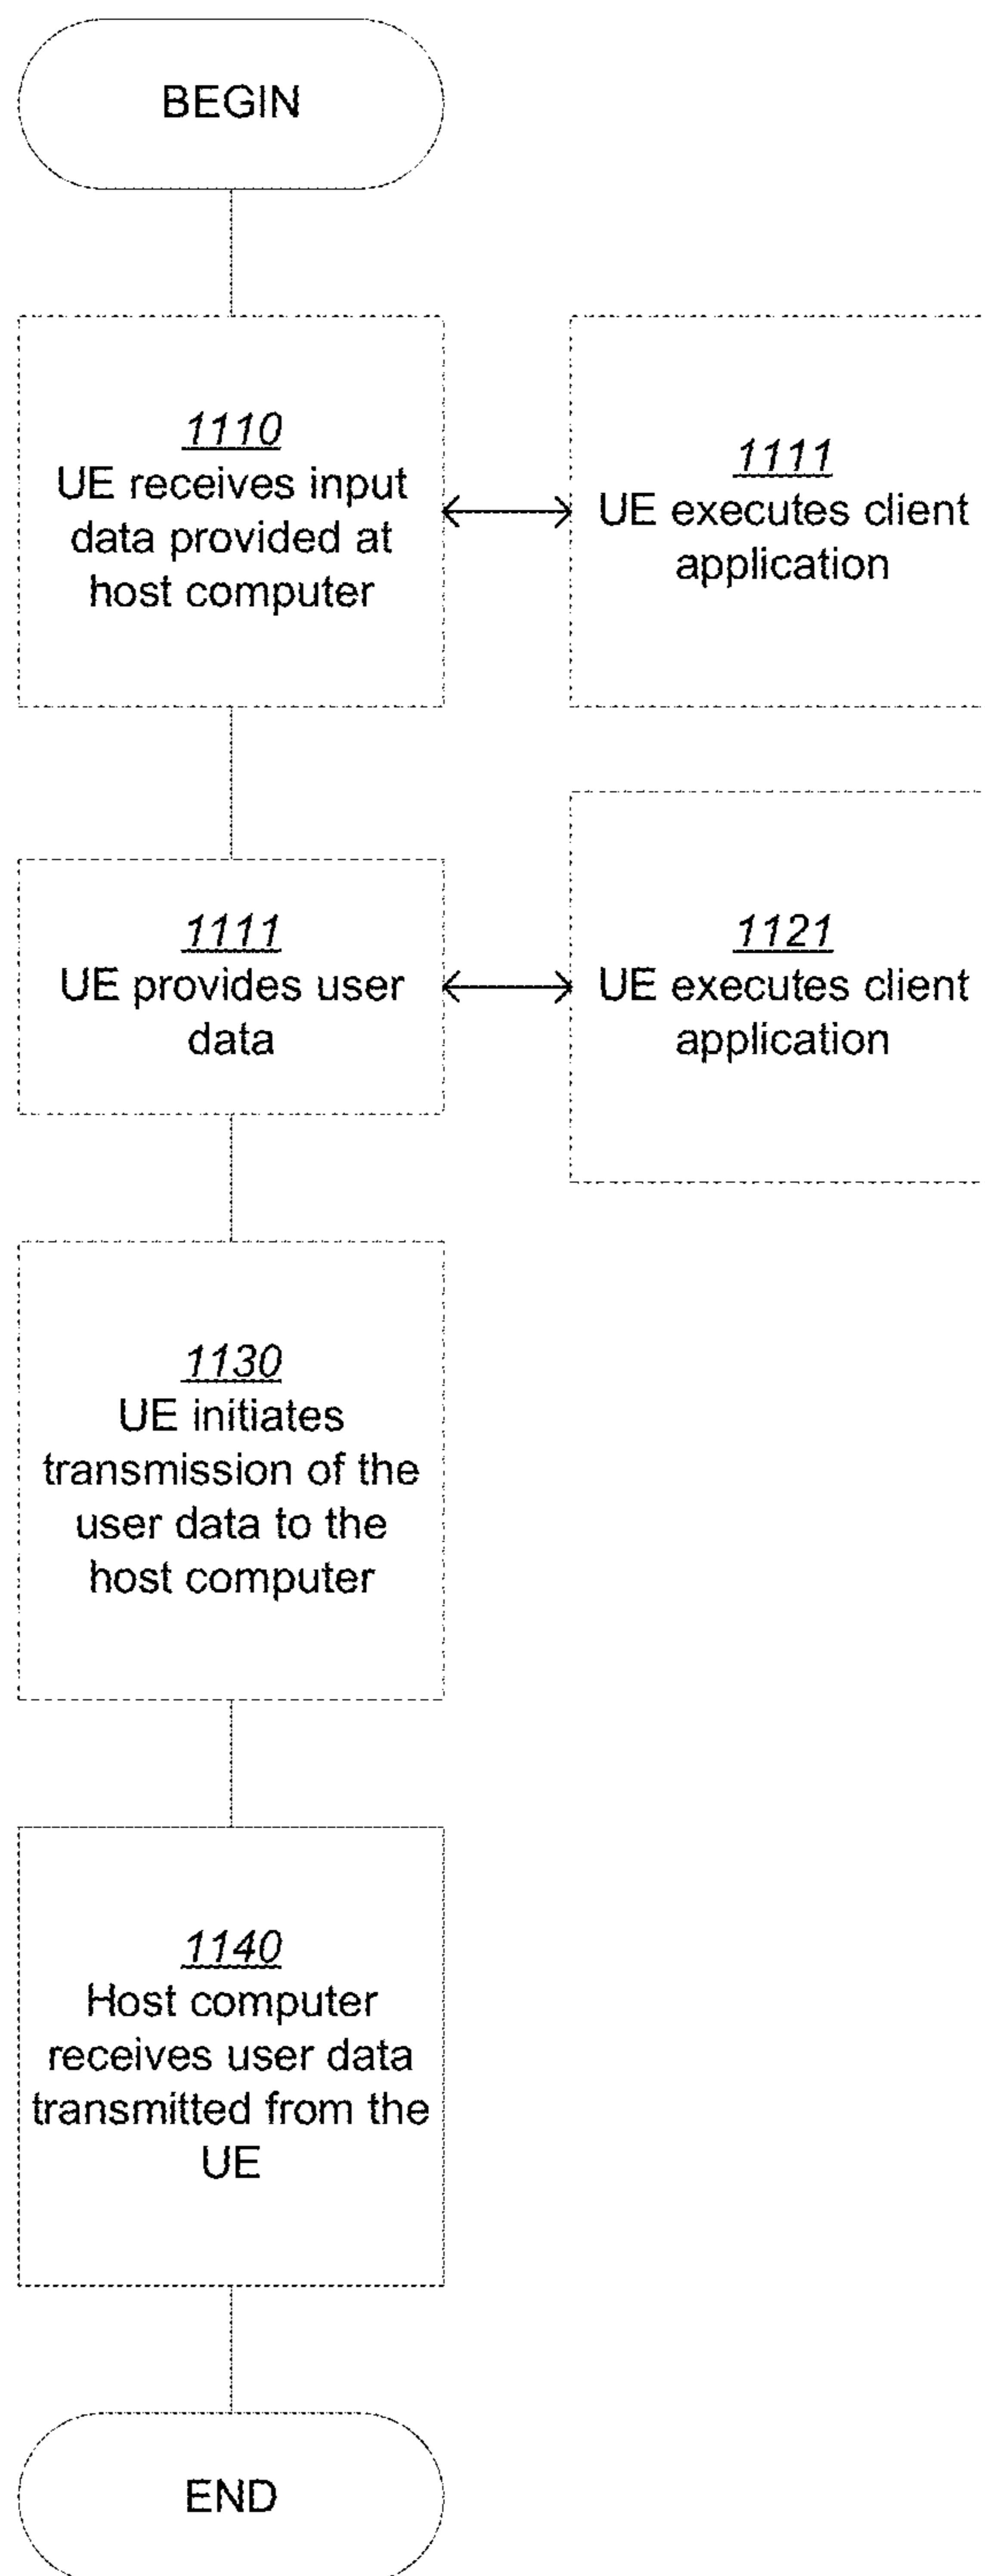 BEGIN
1110
UE receives input
data provided at
host computer
1111
UE executes client
application
1111
UE provides user
data
1121
UE executes client
application
1130
UE initiates
transmission of the
user data to the
host computer
1140
Host computer
receives user data
transmitted from the
UE
END